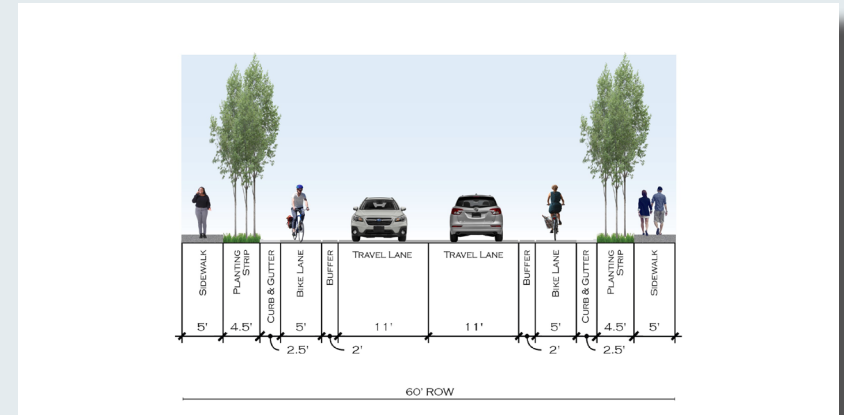 SIDEWALK
PLANTING
STRIP
CURB & GUTTER
BIKE LANE
BUFFER
TRAVEL LANE
TRAVEL LANE
BUFFER
BIKE LANE
CURB & GUTTER
PLANTING
STRIP
SIDEWALK
5' 4.5' 5' 11' 11' 5' 4.5' 5'
2.5' 2' 2' 2.5'
60' ROW